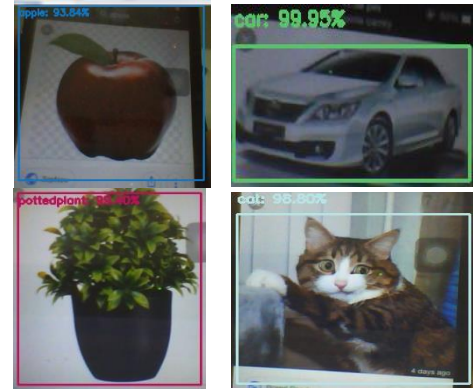 apple: 93.84%
car: 99.95%
pottedplant:
cat: 98.80%
4 days ago